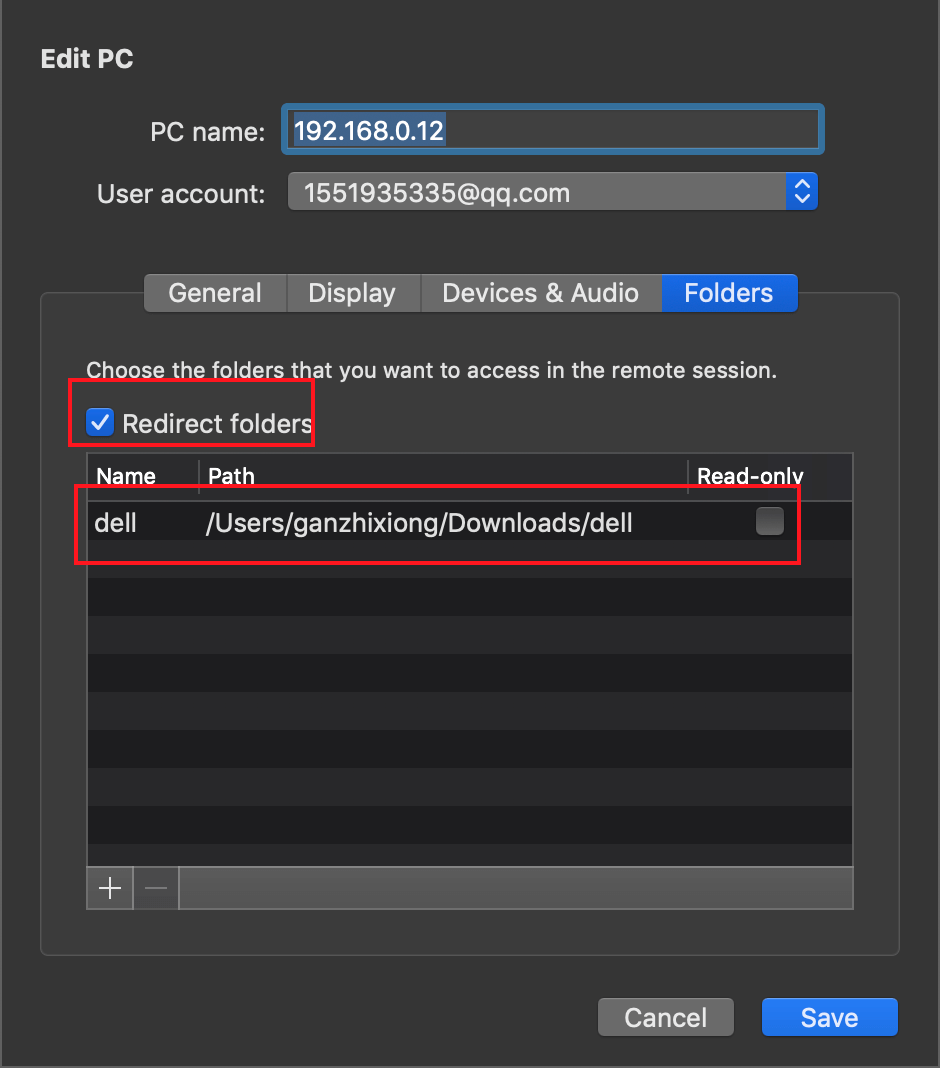 Edit PC
PC name: 192.168.0.12
User account: 1551935335@qq.com
General Display Devices & Audio Folders
Choose the folders that you want to access in the remote session.
Redirect folders
Name Path Read-only
dell /Users/ganzhixiong/Downloads/dell
Cancel Save